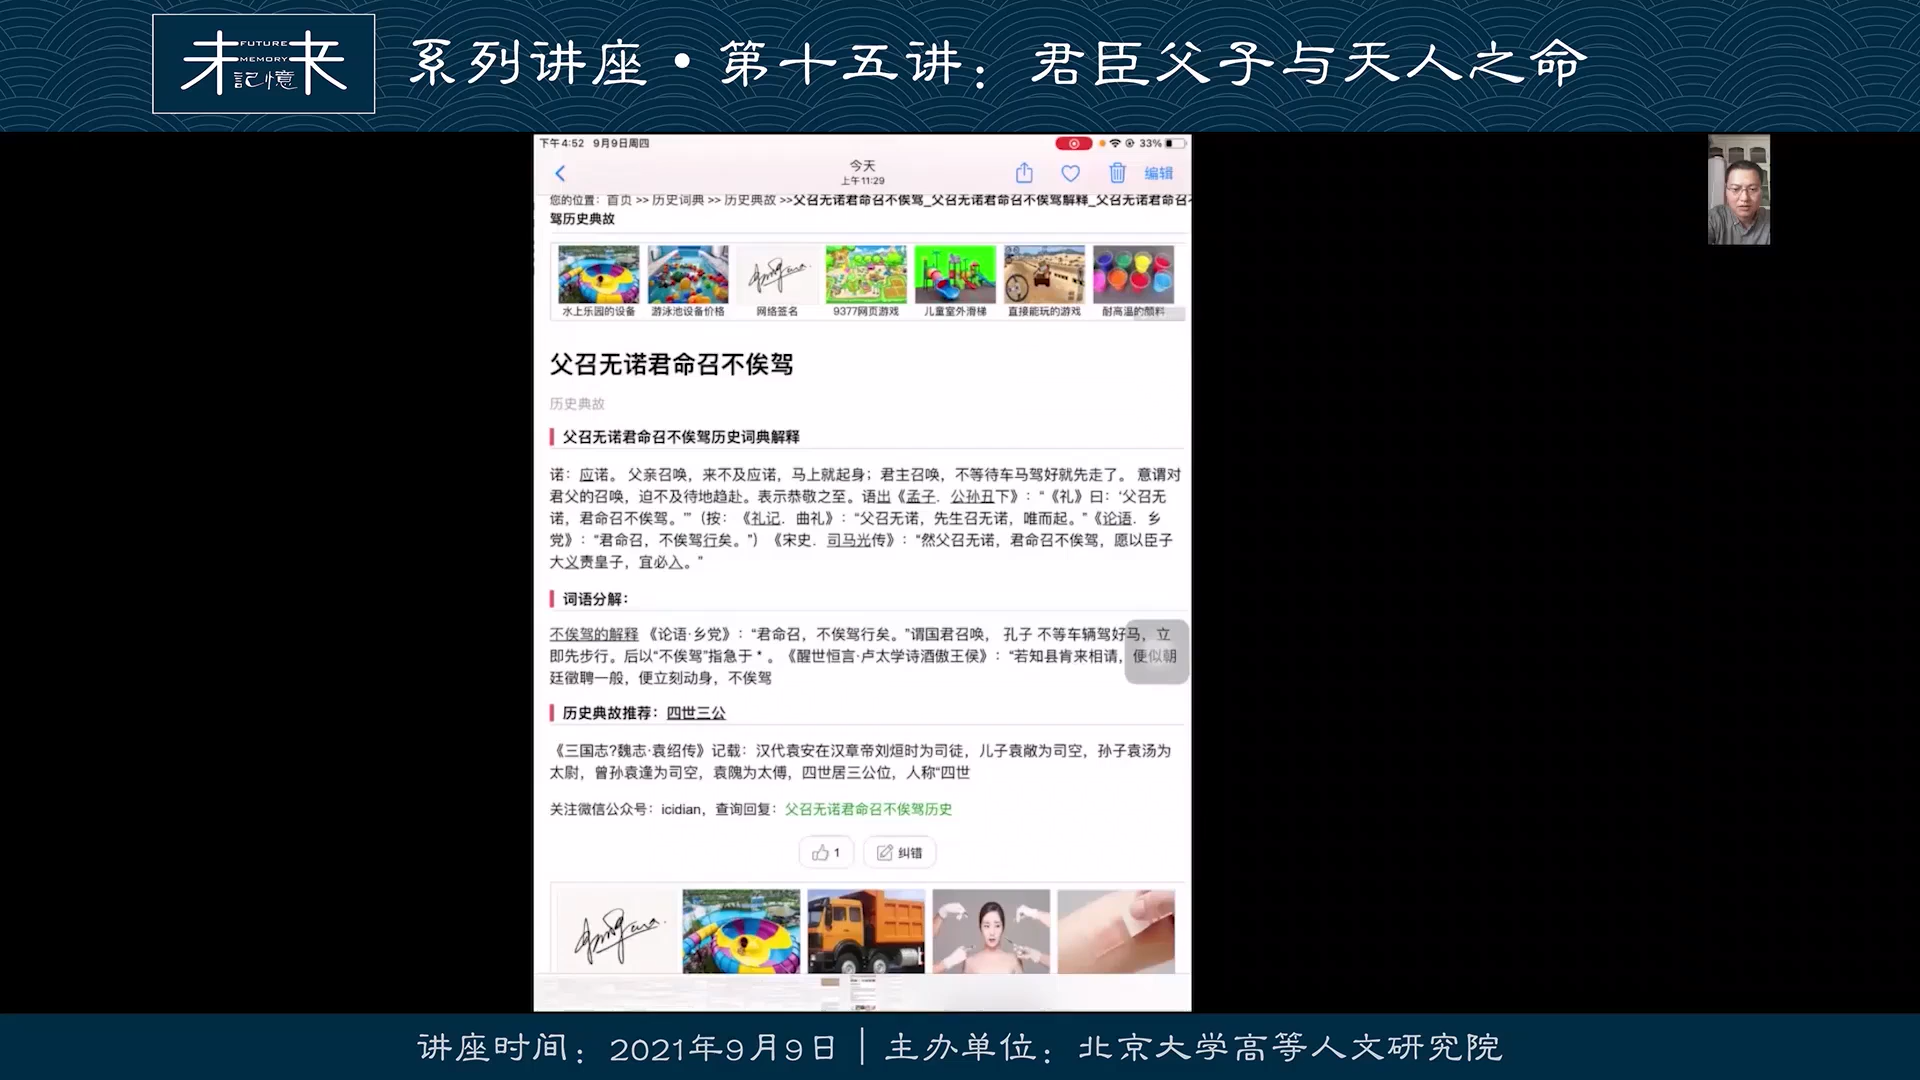 未来
FUTURE
MEMORY
記憶
系列讲座•第十五讲：君臣父子与天人之命
下午4:52 9月9日周四
33%
今天
上午11:29
编辑
您的位置：首页 >> 历史词典 >> 历史典故 >>父召无诺君命召不俟驾_父召无诺君命召不俟驾解释_父召无诺君命召不
驾历史典故
水上乐园的设备
游泳池设备价格
网络签名
9377网页游戏
儿童室外滑梯
直接能玩的游戏
耐高温的颜料
父召无诺君命召不俟驾
历史典故
父召无诺君命召不俟驾历史词典解释
诺：应诺。 父亲召唤，来不及应诺，马上就起身；君主召唤，不等待车马驾好就先走了。 意谓对
君父的召唤，迫不及待地趋赴。表示恭敬之至。语出《孟子．公孙丑下》：“《礼》曰：‘父召无
诺，君命召不俟驾。’”（按：《礼记．曲礼》：“父召无诺，先生召无诺，唯而起。”《论语．乡
党》：“君命召，不俟驾行矣。”）《宋史．司马光传》：“然父召无诺，君命召不俟驾，愿以臣子
大义责皇子，宜必入。”
词语分解：
不俟驾的解释 《论语·乡党》：“君命召，不俟驾行矣。”谓国君召唤， 孔子 不等车辆驾好马，立
即先步行。后以“不俟驾”指急于 * 。《醒世恒言·卢太学诗酒傲王侯》：“若知县肯来相请，便似朝
廷徵聘一般，便立刻动身，不俟驾
历史典故推荐：四世三公
《三国志?魏志·袁绍传》记载：汉代袁安在汉章帝刘烜时为司徒，儿子袁敞为司空，孙子袁汤为
太尉，曾孙袁逢为司空，袁隗为太傅，四世居三公位，人称“四世
关注微信公众号：icidian，查询回复：父召无诺君命召不俟驾历史
1
纠错
讲座时间：2021年9月9日｜主办单位：北京大学高等人文研究院